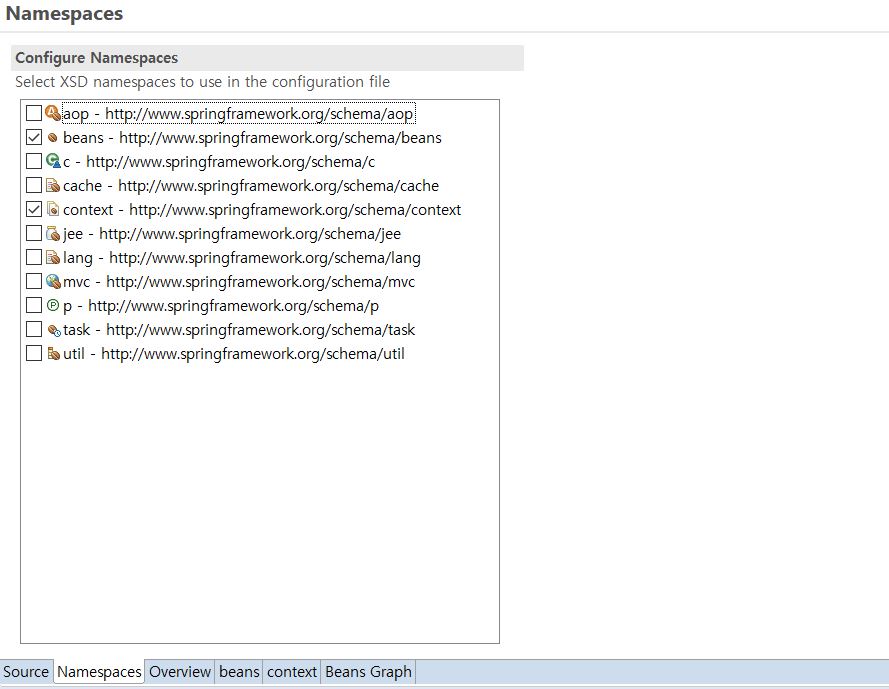 Namespaces
Configure Namespaces
Select XSD namespaces to use in the configuration file
aop - http://www.springframework.org/schema/aop
beans - http://www.springframework.org/schema/beans
c - http://www.springframework.org/schema/c
cache - http://www.springframework.org/schema/cache
context - http://www.springframework.org/schema/context
jee - http://www.springframework.org/schema/jee
lang - http://www.springframework.org/schema/lang
mvc - http://www.springframework.org/schema/mvc
p - http://www.springframework.org/schema/p
task - http://www.springframework.org/schema/task
util - http://www.springframework.org/schema/util
Source Namespaces Overview beans context Beans Graph